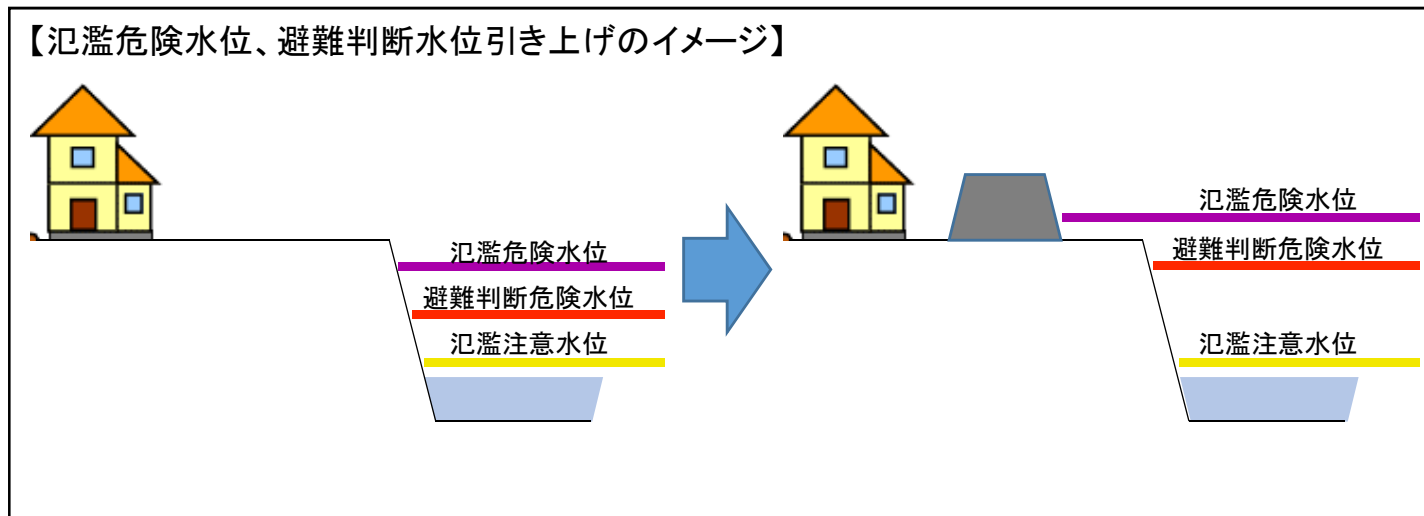 【氾濫危険水位、避難判断水位引き上げのイメージ】
氾濫危険水位
避難判断危険水位
氾濫注意水位
氾濫危険水位
避難判断危険水位
氾濫注意水位